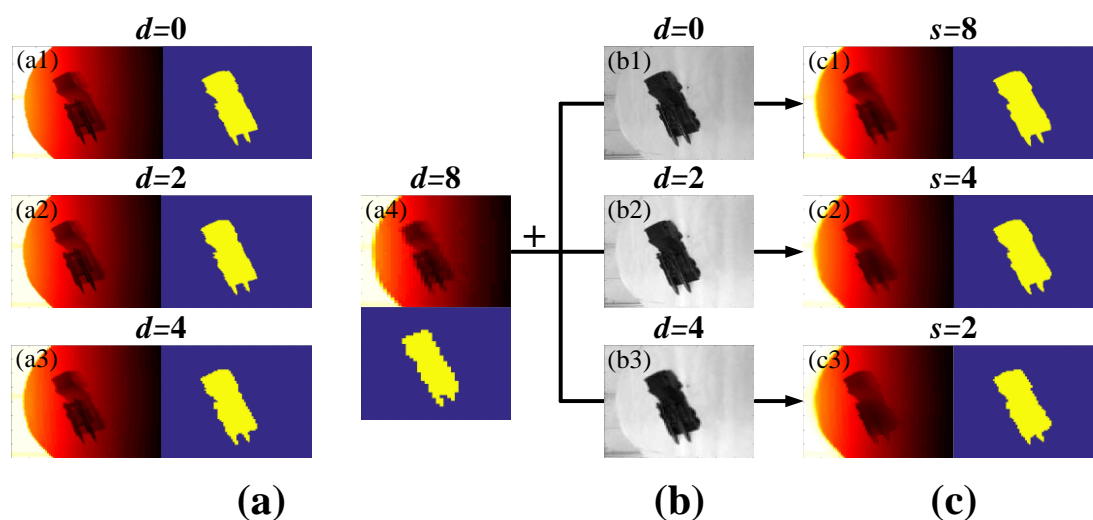 d=0 d=0 s=8
(a1) (b1) (c1)
d=2 d=8 d=2 s=4
(a2) (a4) (b2) (c2)
+
d=4 d=4 s=2
(a3) (b3) (c3)
(a) (b) (c)